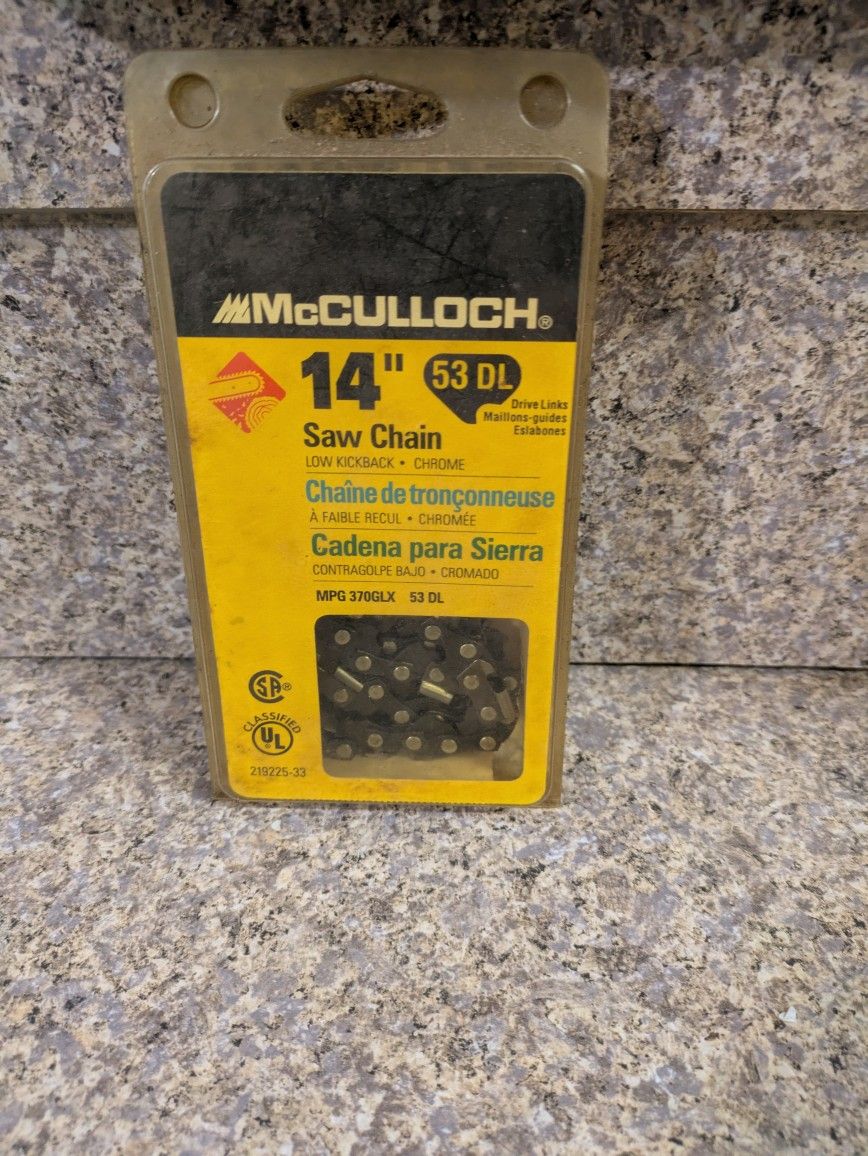 McCULLOCH®
14" 53 DL
Drive Links
Maillons-guides
Eslabones
Saw Chain
LOW KICKBACK • CHROME
Chaîne de tronçonneuse
À FAIBLE RECUL • CHROMÉE
Cadena para Sierra
CONTRAGOLPE BAJO • CROMADO
MPG 370GLX 53 DL
SA®
CLASSIFIED
UL®
219225-33